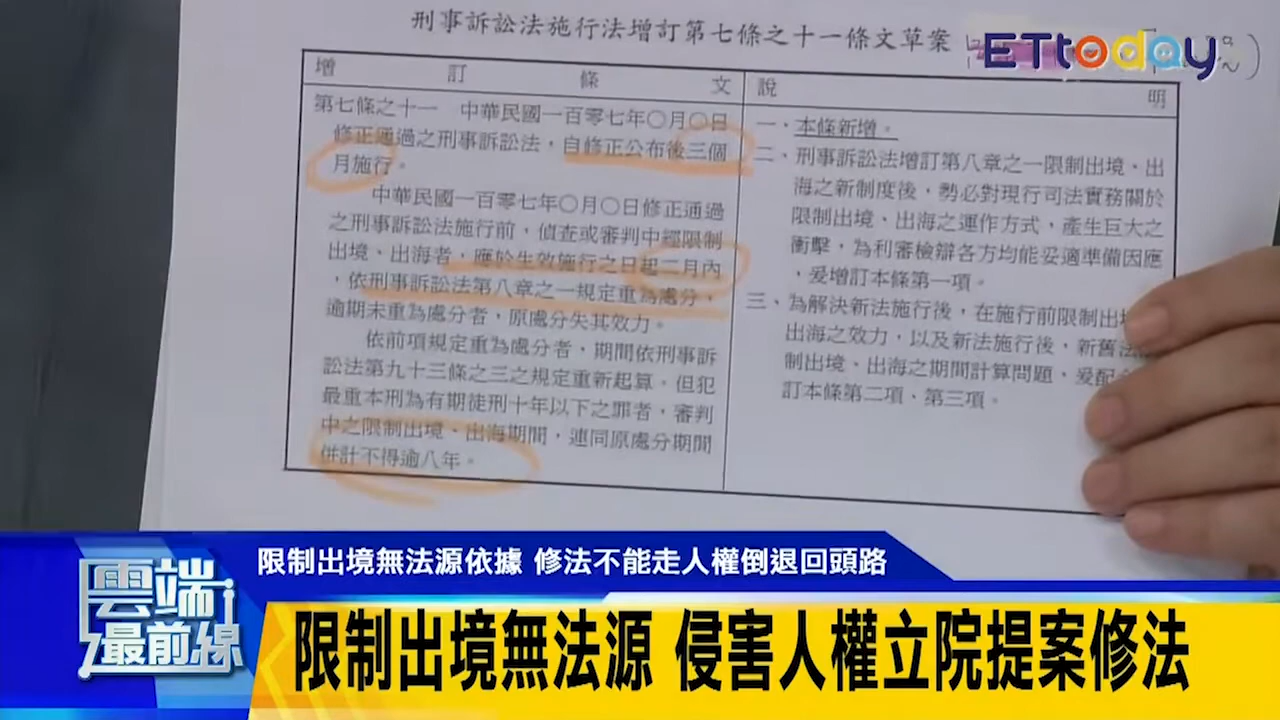 刑事訴訟法施行法增訂第七條之十一條文草案
ETtoday
增訂條文
說明
第七條之十一　中華民國一百零七年○月○日
修正通過之刑事訴訟法，自修正公布後三個
月施行。
中華民國一百零七年○月○日修正通過
之刑事訴訟法施行前，偵查或審判中經限制
出境、出海者，應於生效施行之日起二月內
，依刑事訴訟法第八章之一規定重為處分，
逾期未重為處分者，原處分失其效力。
依前項規定重為處分者，期間依刑事訴
訟法第九十三條之三之規定重新起算。但犯
最重本刑為有期徒刑十年以下之罪者，審判
中之限制出境、出海期間，連同原處分期間
併計不得逾八年。
一、本條新增。
二、刑事訴訟法增訂第八章之一限制出境、出
海之新制度後，勢必對現行司法實務關於
限制出境、出海之運作方式，產生巨大之
衝擊，為利審檢辯各方均能妥適準備因應
，爰增訂本條第一項。
三、為解決新法施行後，在施行前限制出境
出海之效力，以及新法施行後，新舊法
制出境、出海之期間計算問題，爰配
訂本條第二項、第三項。
限制出境無法源依據 修法不能走人權倒退回頭路
雲端
最前線
限制出境無法源 侵害人權立院提案修法